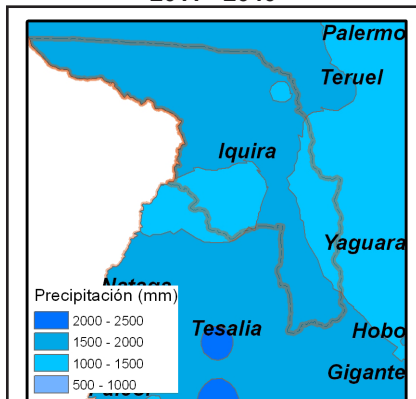 Palermo
Teruel
Iquira
Yaguara
Precipitación (mm)
2000 - 2500
1500 - 2000
1000 - 1500
500 - 1000
Tesalia
Hobo
Gigante